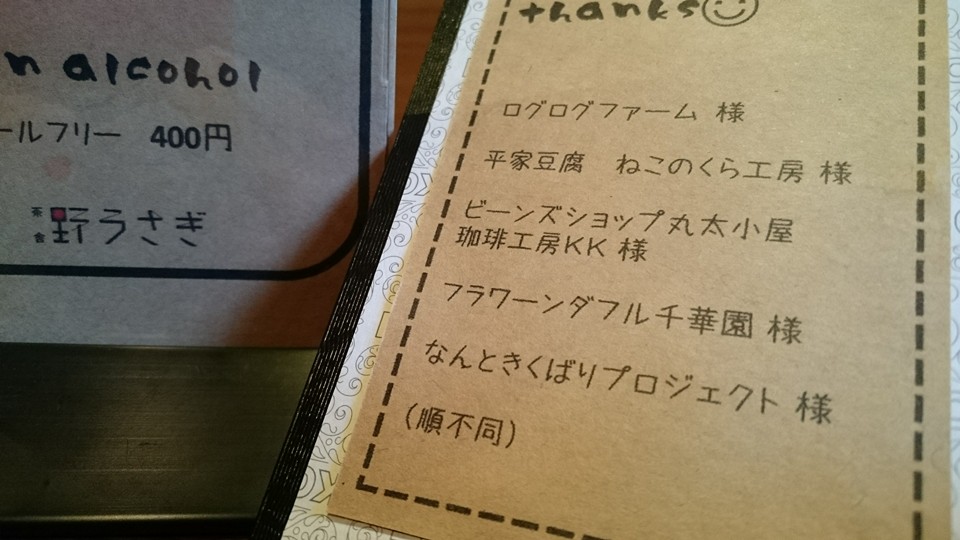 n alcohol
ールフリー 400円
茶舎 野うさぎ
thanks
ログログファーム 様
平家豆腐 ねこのくら工房 様
ビーンズショップ丸太小屋
珈琲工房KK 様
フラワーンダフル千華園 様
なんときくばりプロジェクト 様
(順不同)